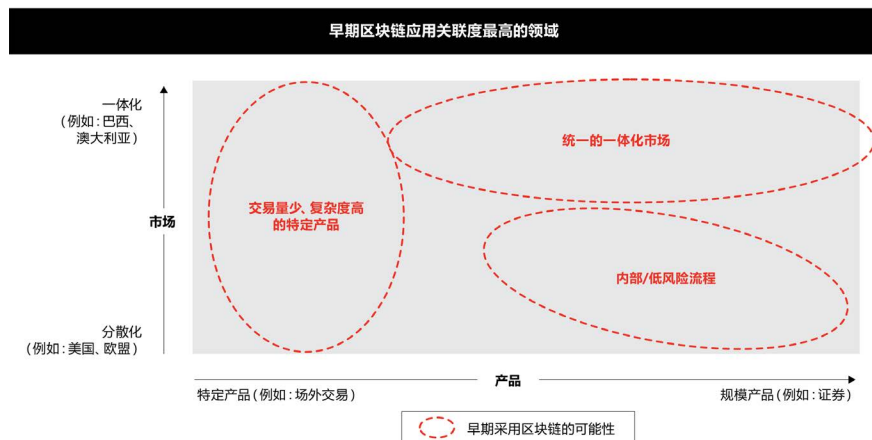 早期区块链应用关联度最高的领域
一体化
(例如:巴西、
澳大利亚)
统一的一体化市场
交易量少、复杂度高
的特定产品
市场
内部/低风险流程
分散化
(例如:美国、欧盟)
产品
特定产品(例如:场外交易)
规模产品(例如:证券)
早期采用区块链的可能性